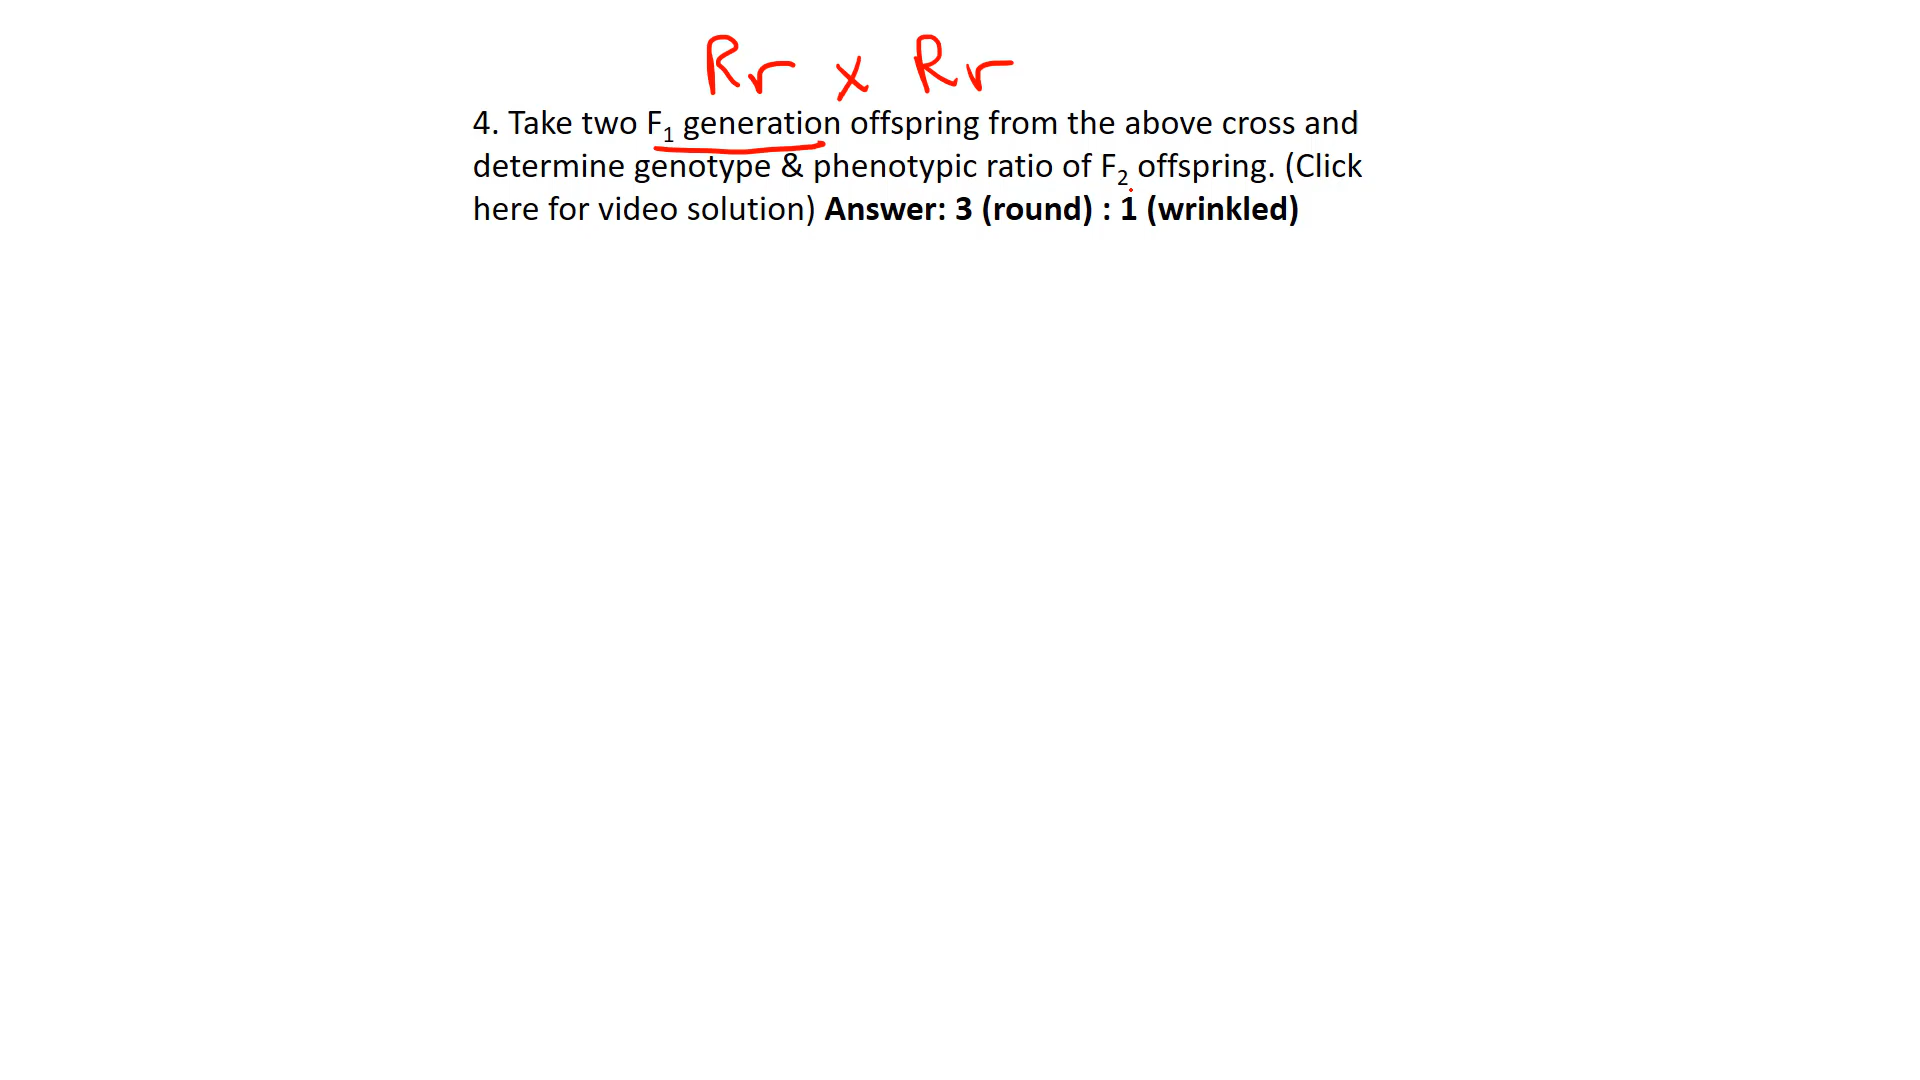 Rr x Rr
4. Take two F₁ generation offspring from the above cross and
determine genotype & phenotypic ratio of F₂ offspring. (Click
here for video solution) Answer: 3 (round) : 1 (wrinkled)